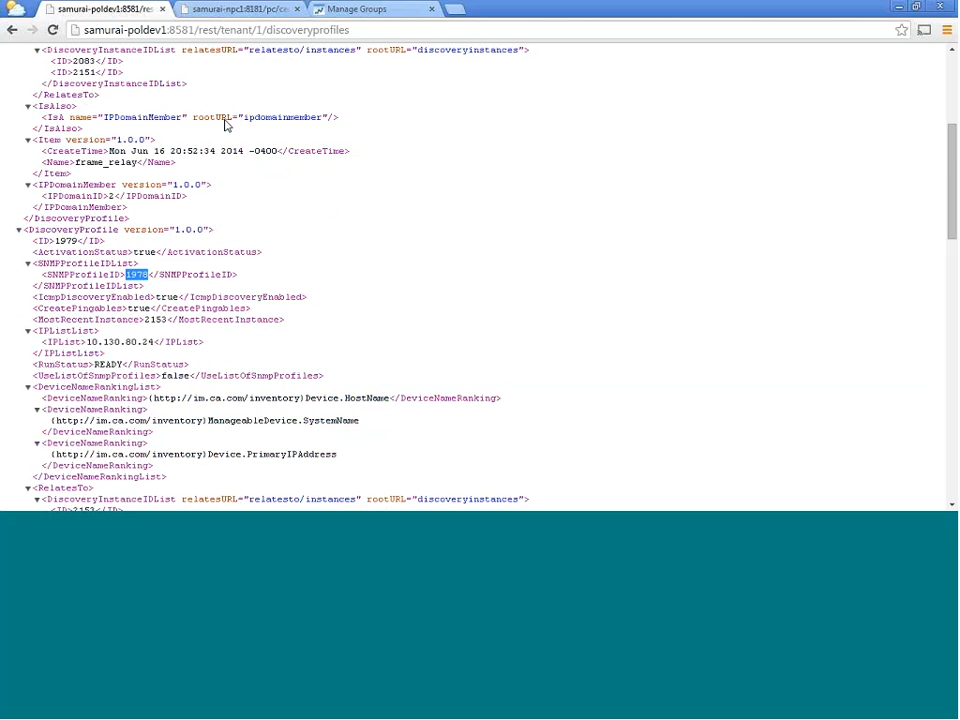 samurai-poldev1:8581/res
samurai-npc1:8181/pc/ce
Manage Groups
samurai-poldev1:8581/rest/tenant/1/discoveryprofiles
▼<DiscoveryInstanceIDList relatesURL="relatesto/instances" rootURL="discoveryinstances">
<ID>2083</ID>
<ID>2151</ID>
</DiscoveryInstanceIDList>
</RelatesTo>
▼<IsAlso>
<IsA name="IPDomainMember" rootURL="ipdomainmember"/>
</IsAlso>
▼<Item version="1.0.0">
<CreateTime>Mon Jun 16 20:52:34 2014 -0400</CreateTime>
<Name>frame_relay</Name>
</Item>
▼<IPDomainMember version="1.0.0">
<IPDomainID>2</IPDomainID>
</IPDomainMember>
</DiscoveryProfile>
▼<DiscoveryProfile version="1.0.0">
<ID>1979</ID>
<ActivationStatus>true</ActivationStatus>
▼<SNMPProfileIDList>
<SNMPProfileID>1978</SNMPProfileID>
</SNMPProfileIDList>
<IcmpDiscoveryEnabled>true</IcmpDiscoveryEnabled>
<CreatePingables>true</CreatePingables>
<MostRecentInstance>2153</MostRecentInstance>
▼<IPListList>
<IPList>10.130.80.24</IPList>
</IPListList>
<RunStatus>READY</RunStatus>
<UseListOfSnmpProfiles>false</UseListOfSnmpProfiles>
▼<DeviceNameRankingList>
<DeviceNameRanking>(http://im.ca.com/inventory)Device.HostName</DeviceNameRanking>
▼<DeviceNameRanking>
(http://im.ca.com/inventory)ManageableDevice.SystemName
</DeviceNameRanking>
▼<DeviceNameRanking>
(http://im.ca.com/inventory)Device.PrimaryIPAddress
</DeviceNameRanking>
</DeviceNameRankingList>
▼<RelatesTo>
▼<DiscoveryInstanceIDList relatesURL="relatesto/instances" rootURL="discoveryinstances">
<ID>2153</ID>